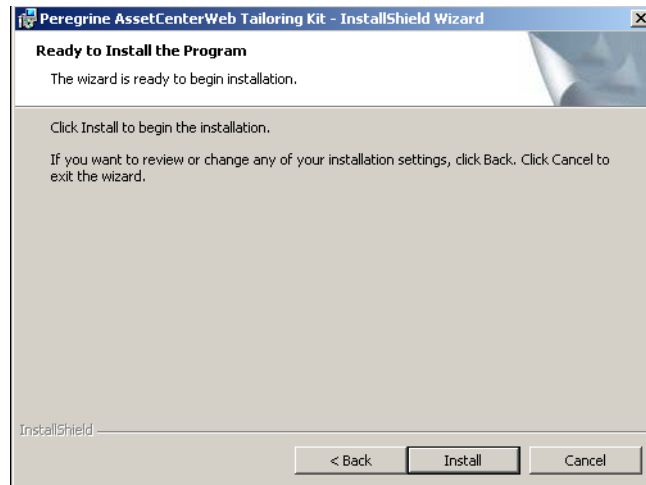 Peregrine AssetCenterWeb Tailoring Kit - InstallShield Wizard
Ready to Install the Program
The wizard is ready to begin installation.
Click Install to begin the installation.
If you want to review or change any of your installation settings, click Back. Click Cancel to
exit the wizard.
InstallShield
< Back Install Cancel